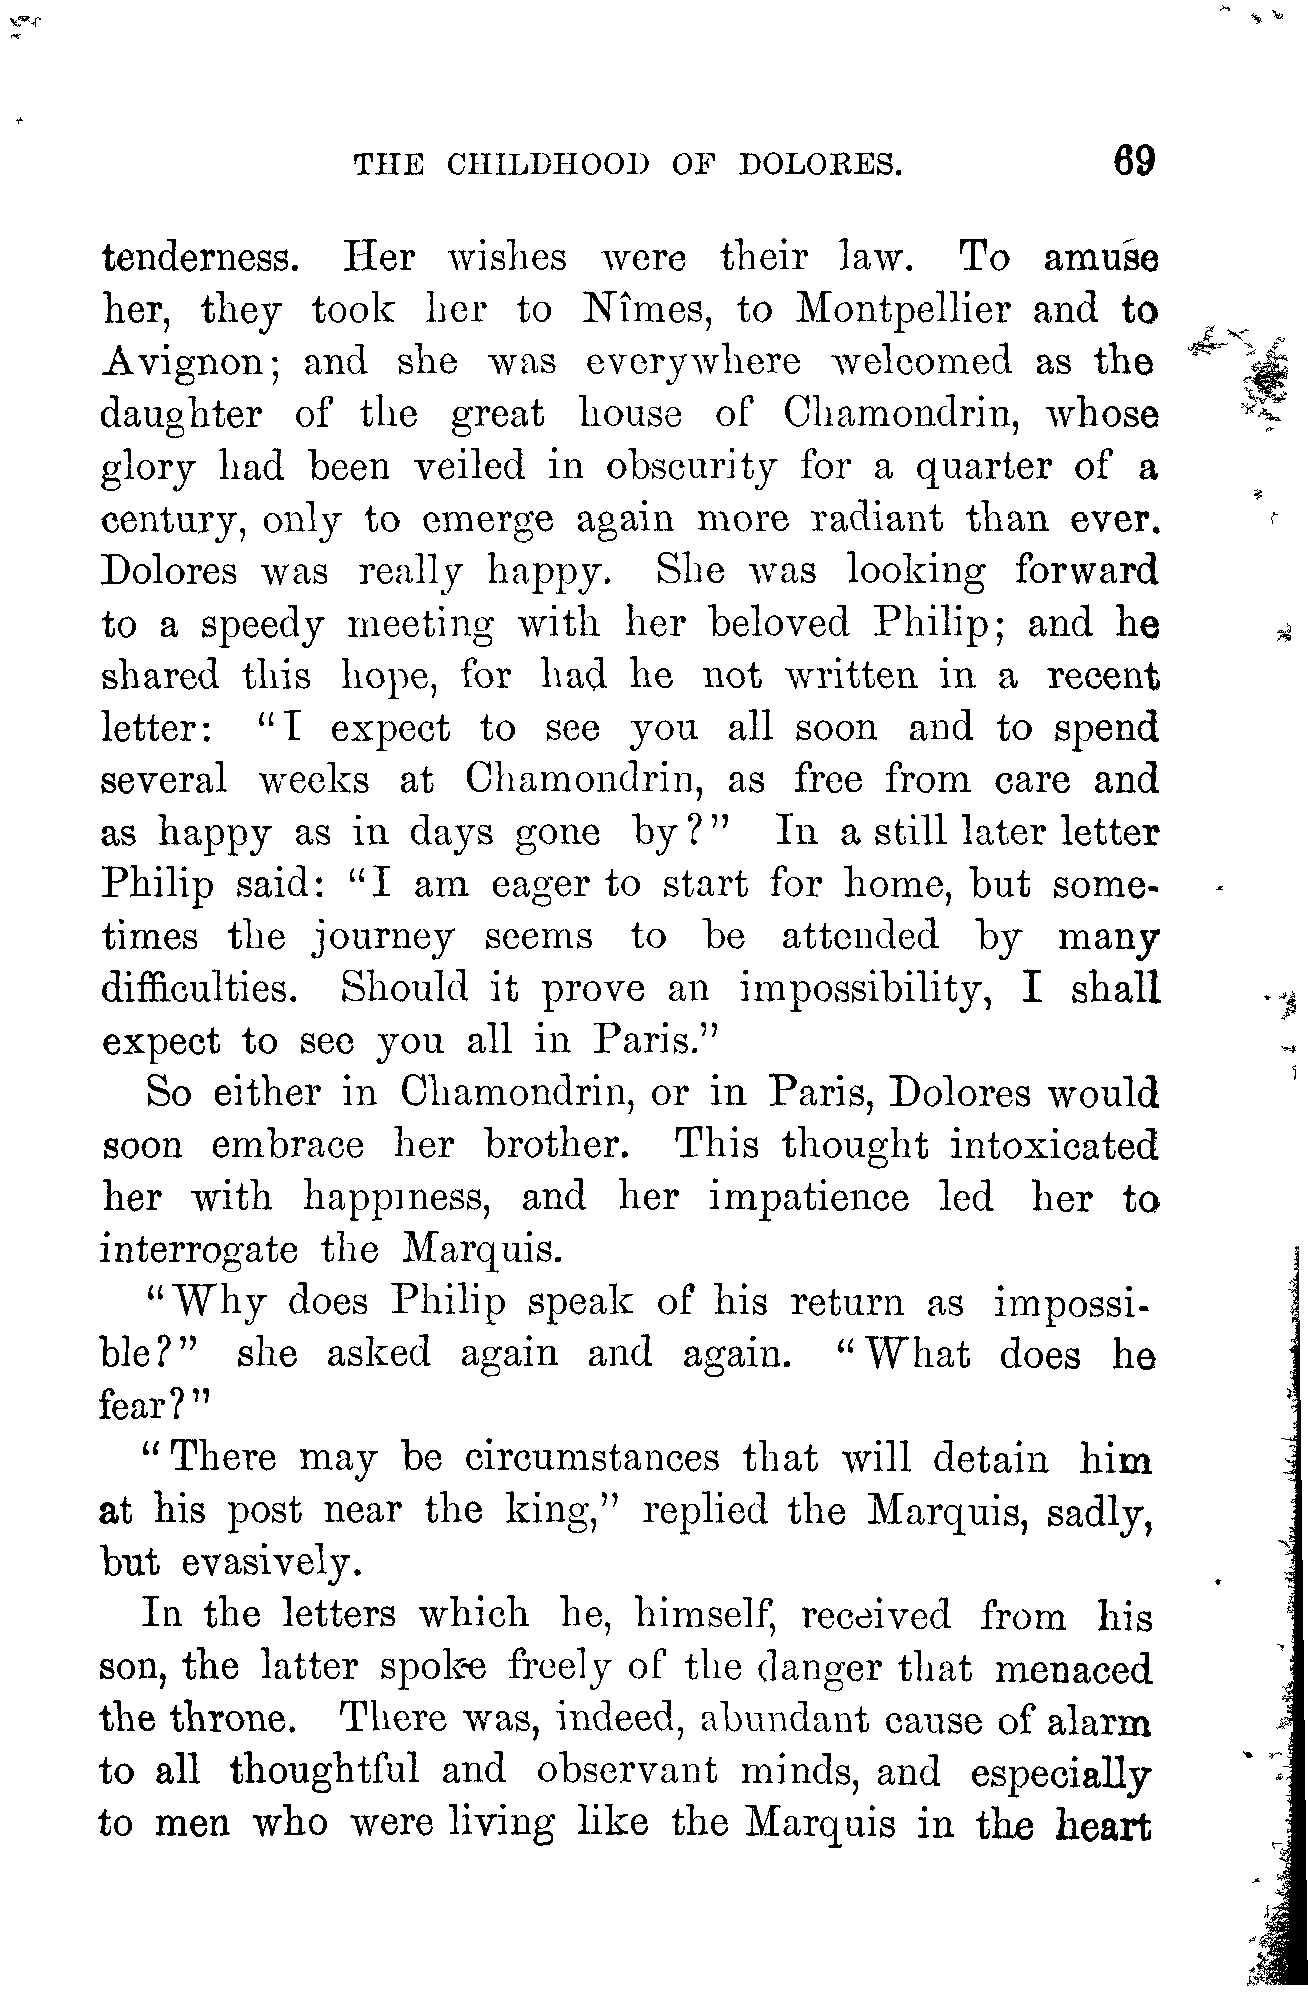 THE CHILDHOOD OF DOLORES. 69
tenderness. Her wishes were their law. To amuse
her, they took her to Nîmes, to Montpellier and to
Avignon; and she was everywhere welcomed as the
daughter of the great house of Chamondrin, whose
glory had been veiled in obscurity for a quarter of a
century, only to emerge again more radiant than ever.
Dolores was really happy. She was looking forward
to a speedy meeting with her beloved Philip; and he
shared this hope, for had he not written in a recent
letter: "I expect to see you all soon and to spend
several weeks at Chamondrin, as free from care and
as happy as in days gone by?" In a still later letter
Philip said: "I am eager to start for home, but some-
times the journey seems to be attended by many
difficulties. Should it prove an impossibility, I shall
expect to see you all in Paris."
So either in Chamondrin, or in Paris, Dolores would
soon embrace her brother. This thought intoxicated
her with happiness, and her impatience led her to
interrogate the Marquis.
"Why does Philip speak of his return as impossi-
ble?" she asked again and again. "What does he
fear?"
"There may be circumstances that will detain him
at his post near the king," replied the Marquis, sadly,
but evasively.
In the letters which he, himself, received from his
son, the latter spoke freely of the danger that menaced
the throne. There was, indeed, abundant cause of alarm
to all thoughtful and observant minds, and especially
to men who were living like the Marquis in the heart